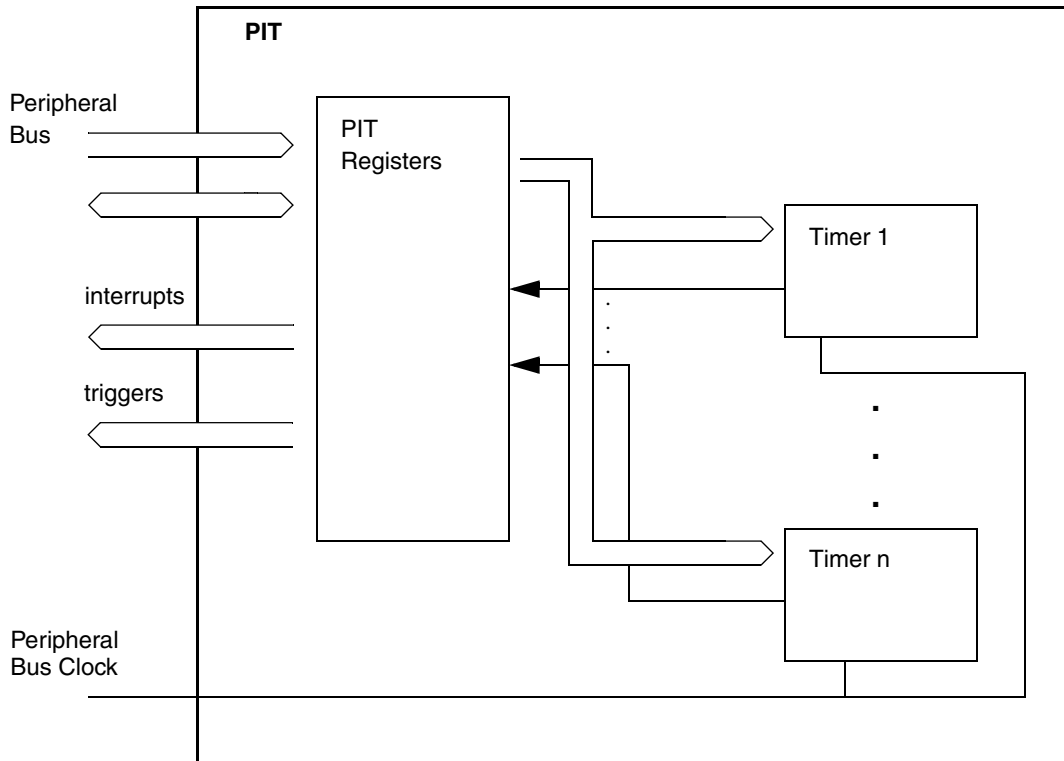 PIT
Peripheral
Bus
PIT
Registers
Timer 1
interrupts
triggers
Timer n
Peripheral
Bus Clock